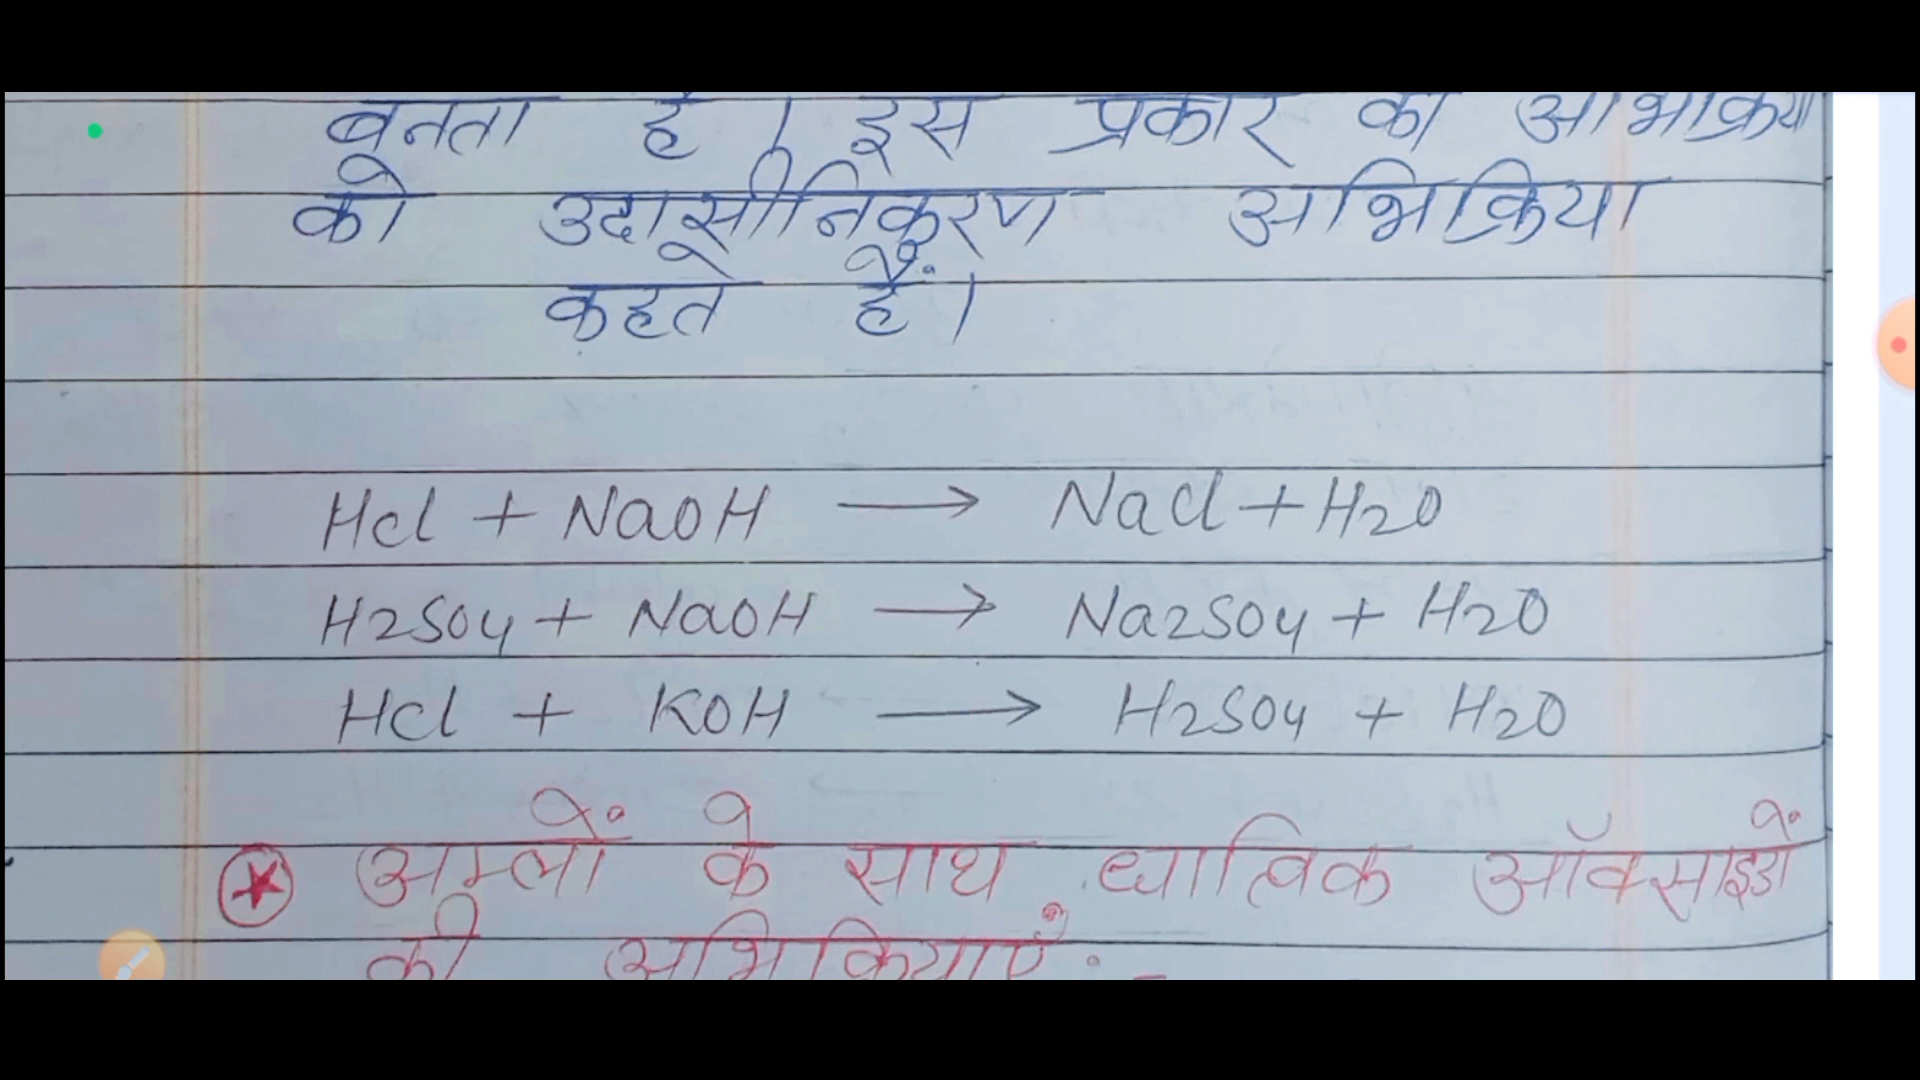 बनता है। इस प्रकार की अभिक्रिया
को उदासीनिकरण अभिक्रिया
कहते हैं।
Hcl + NaOH → Nacl + H2O
H2SO4 + NaOH → Na2SO4 + H2O
Hcl + KOH → H2SO4 + H2O
अम्लों के साथ धात्विक ऑक्साइडों
की अभिक्रियाएँ :-